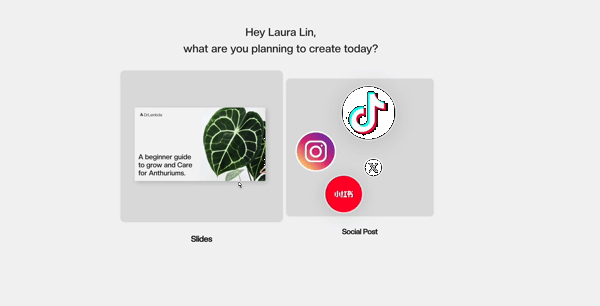 Hey Laura Lin,
what are you planning to create today?
A beginner guide
to grow and Care
for Anthuriums.
小红书
Slides
Social Post